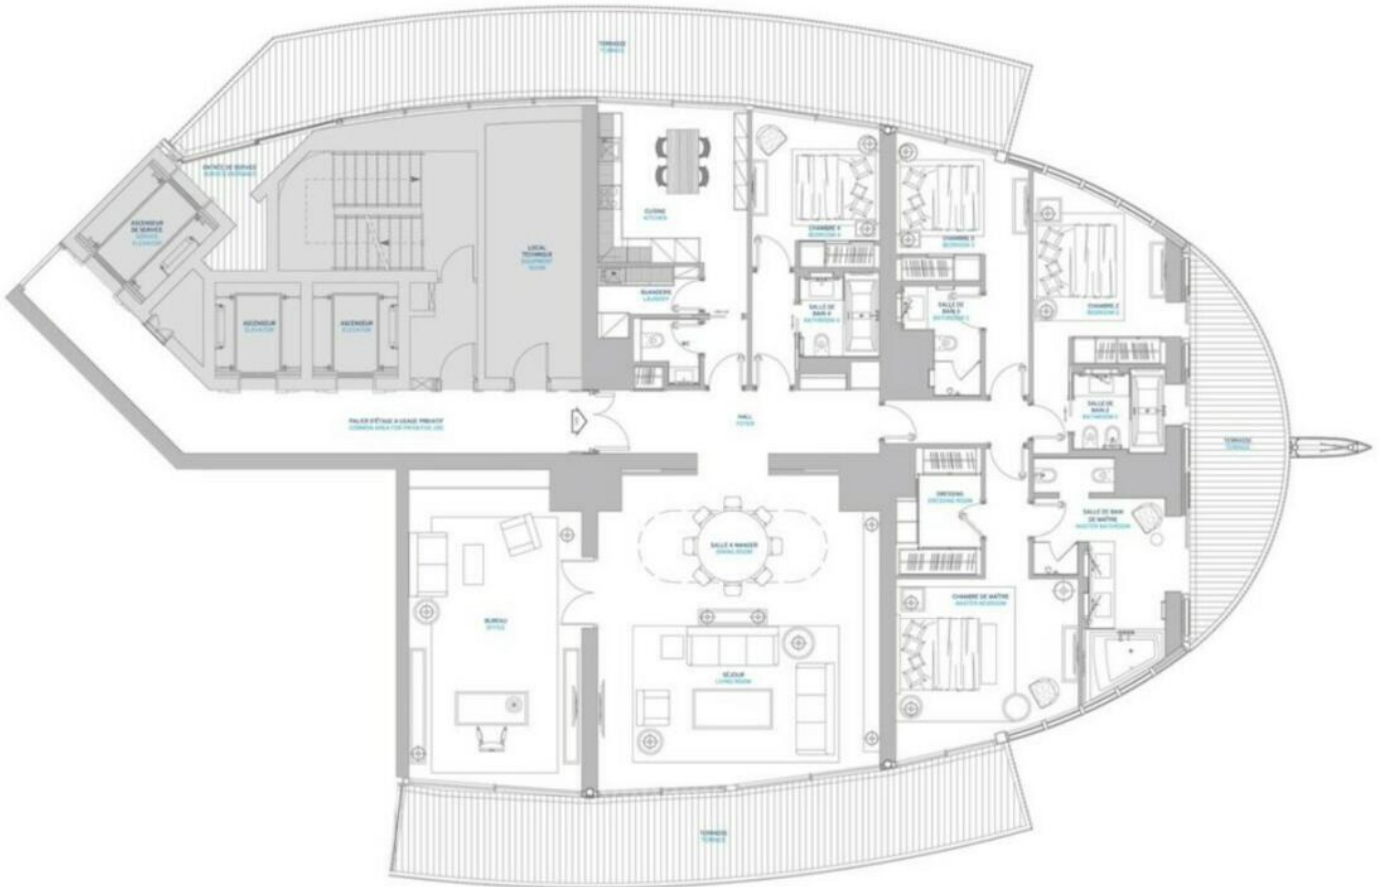 TERRASSE
TERRACE
ENTRÉE DE SERVICE
SERVICE ENTRANCE
ASCENSEUR
DE SERVICE
SERVICE
ELEVATOR
LOCAL
TECHNIQUE
EQUIPMENT
ROOM
CUISINE
KITCHEN
CHAMBRE 4
BEDROOM 4
CHAMBRE 3
BEDROOM 3
CHAMBRE 2
BEDROOM 2
BUANDERIE
LAUNDRY
SALLE DE
BAIN 4
BATHROOM 4
SALLE DE
BAIN 3
BATHROOM 3
ASCENSEUR
ELEVATOR
ASCENSEUR
ELEVATOR
WC
SALLE DE
BAIN 2
BATHROOM 2
PALIER D'ÉTAGE A USAGE PRIVATIF
COMMON AREA FOR PRIVATIVE USE
HALL
FOYER
TERRASSE
TERRACE
DRESSING
DRESSING ROOM
SALLE DE BAIN
DE MAÎTRE
MASTER BATHROOM
SALLE A MANGER
DINING ROOM
CHAMBRE DE MAÎTRE
MASTER BEDROOM
BUREAU
OFFICE
SÉJOUR
LIVING ROOM
TERRASSE
TERRACE